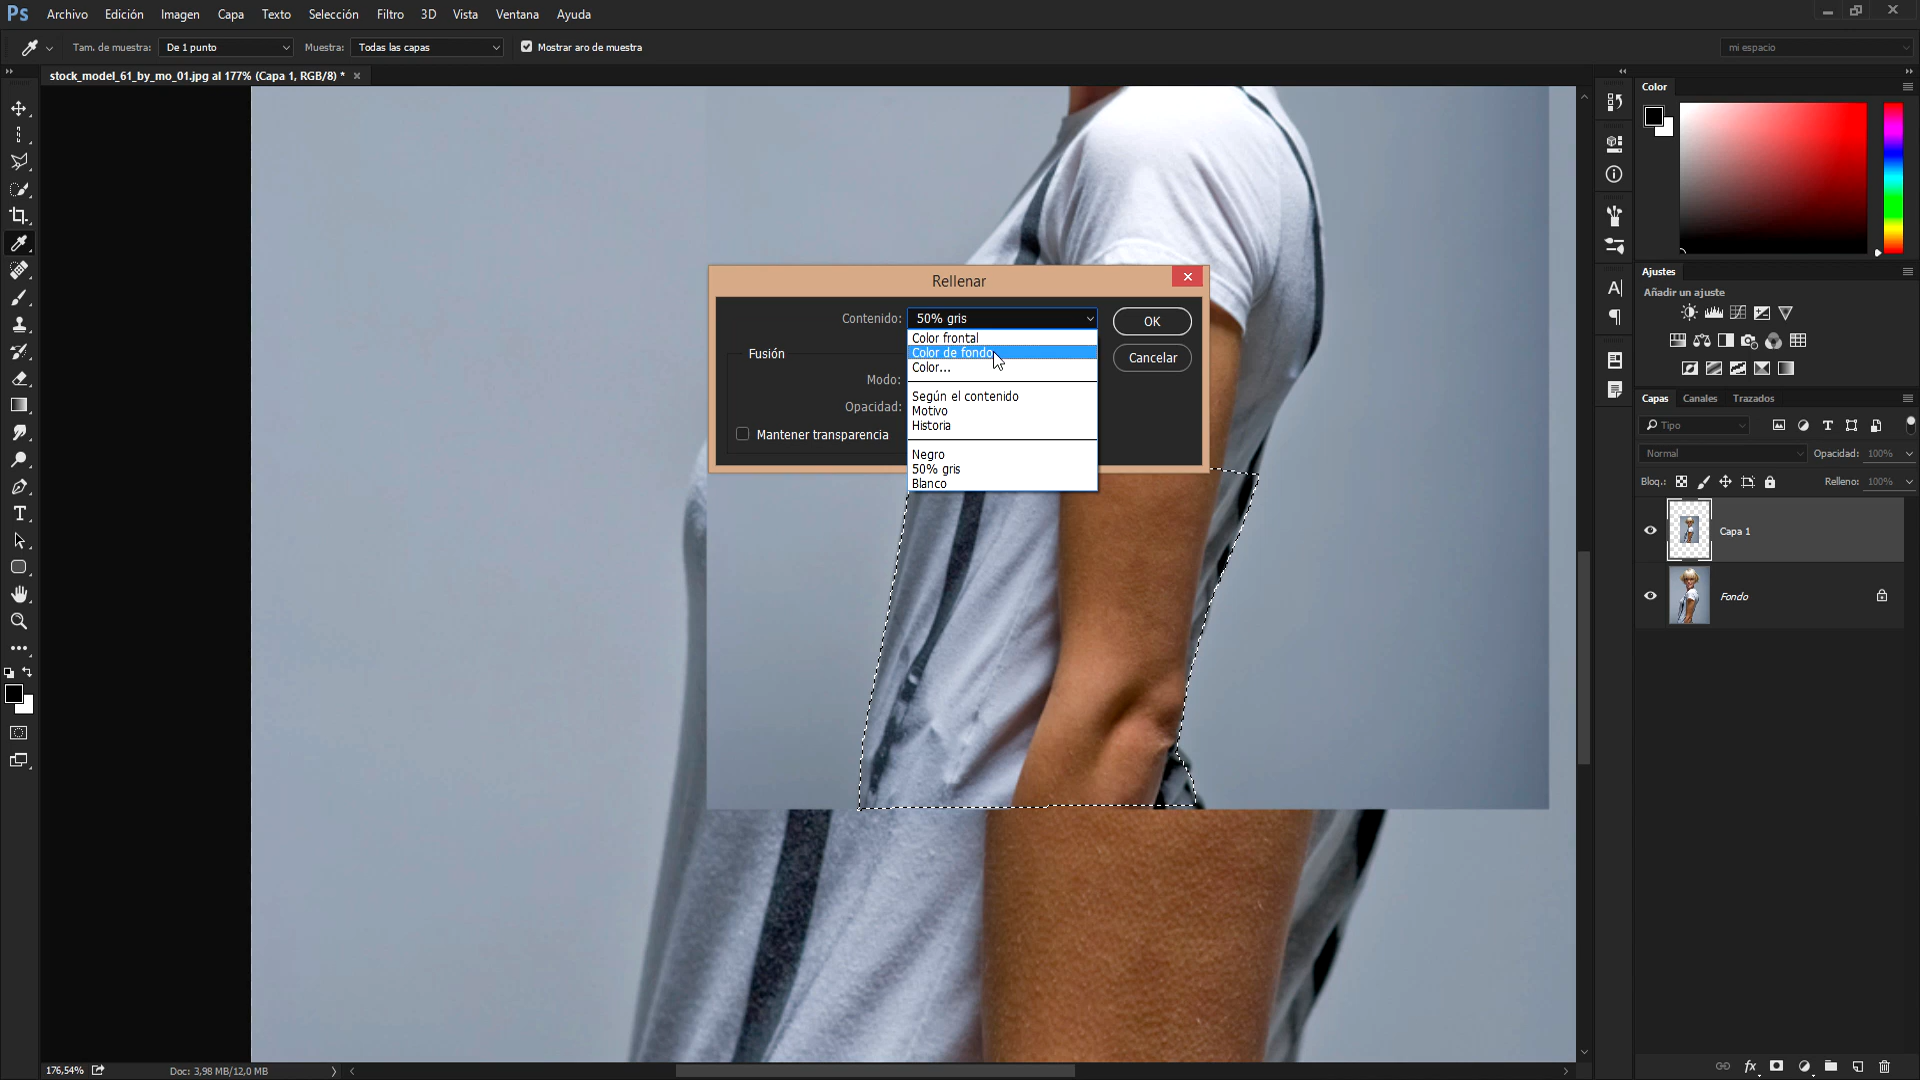 Ps Archivo Edición Imagen Capa Texto Selección Filtro 3D Vista Ventana Ayuda
Tam. de muestra: De 1 punto Muestra: Todas las capas Mostrar aro de muestra mi espacio
stock_model_61_by_mo_01.jpg al 177% (Capa 1, RGB/8) *
Color
Rellenar
Contenido: 50% gris
OK
Color frontal
Color de fondo
Color...
Según el contenido
Motivo
Historia
Negro
50% gris
Blanco
Cancelar
Fusión
Modo:
Opacidad:
Mantener transparencia
Ajustes
Añadir un ajuste
Capas Canales Trazados
Tipo
Normal Opacidad: 100%
Bloq.: Relleno: 100%
Capa 1
Fondo
176,54% Doc: 3,98 MB/12,0 MB